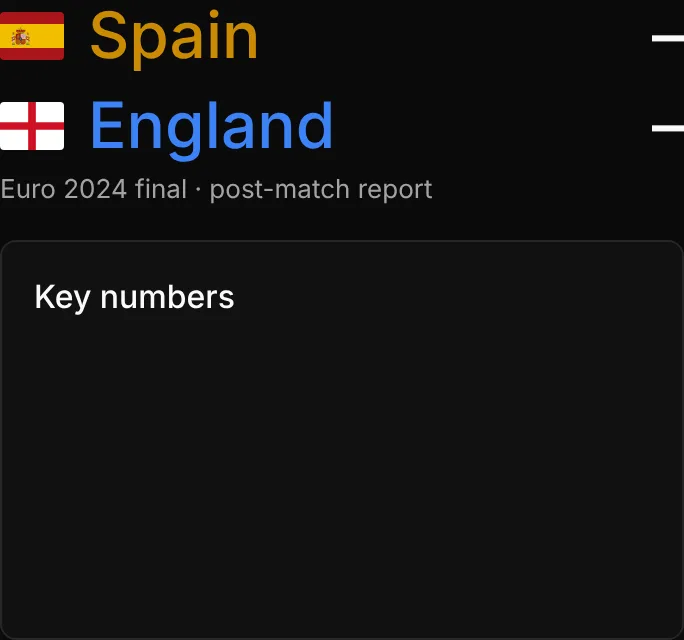 Spain —
England —
Euro 2024 final · post-match report
Key numbers